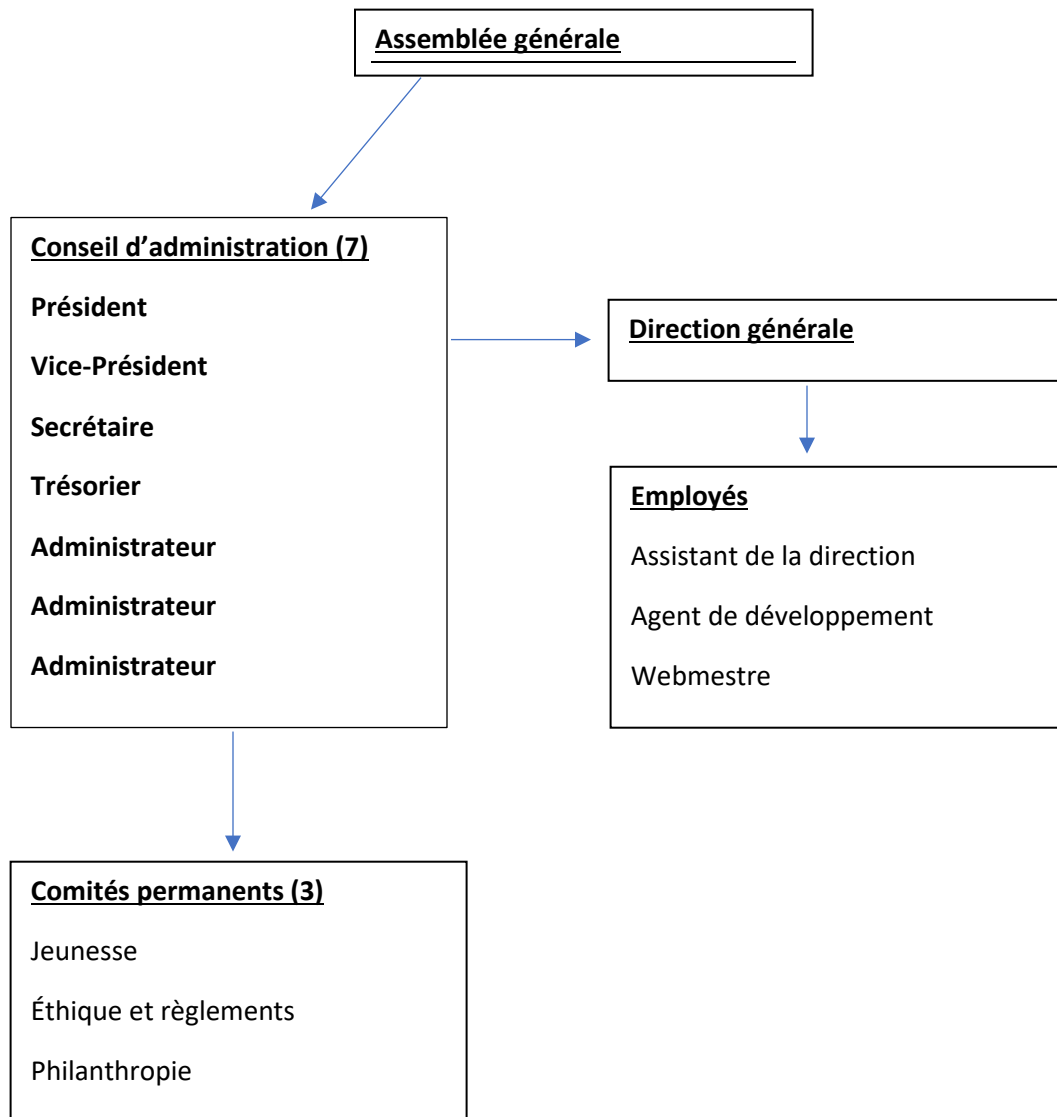 Assemblée générale
Conseil d’administration (7)
Président
Vice-Président
Secrétaire
Trésorier
Administrateur
Administrateur
Administrateur
Direction générale
Employés
Assistant de la direction
Agent de développement
Webmestre
Comités permanents (3)
Jeunesse
Éthique et règlements
Philanthropie